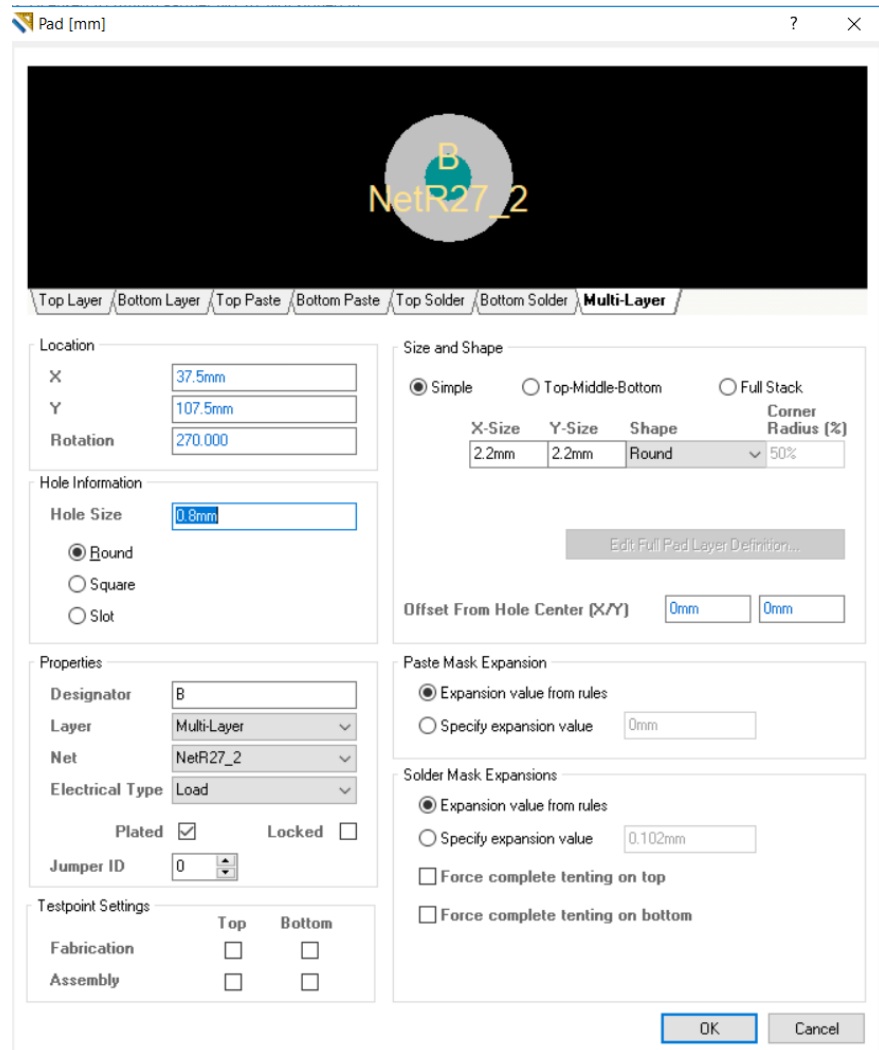 Pad [mm]
?
B
NetR27_2
Top Layer
Bottom Layer
Top Paste
Bottom Paste
Top Solder
Bottom Solder
Multi-Layer
Location
X 37.5mm
Y 107.5mm
Rotation 270.000
Hole Information
Hole Size 0.8mm
Round
Square
Slot
Size and Shape
Simple Top-Middle-Bottom Full Stack
Corner
X-Size Y-Size Shape Radius (%)
2.2mm 2.2mm Round 50%
Edit Full Pad Layer Definition...
Offset From Hole Center (X/Y) 0mm 0mm
Properties
Designator B
Layer Multi-Layer
Net NetR27_2
Electrical Type Load
Plated Locked
Jumper ID 0
Testpoint Settings
Top Bottom
Fabrication
Assembly
Paste Mask Expansion
Expansion value from rules
Specify expansion value 0mm
Solder Mask Expansions
Expansion value from rules
Specify expansion value 0.102mm
Force complete tenting on top
Force complete tenting on bottom
OK Cancel